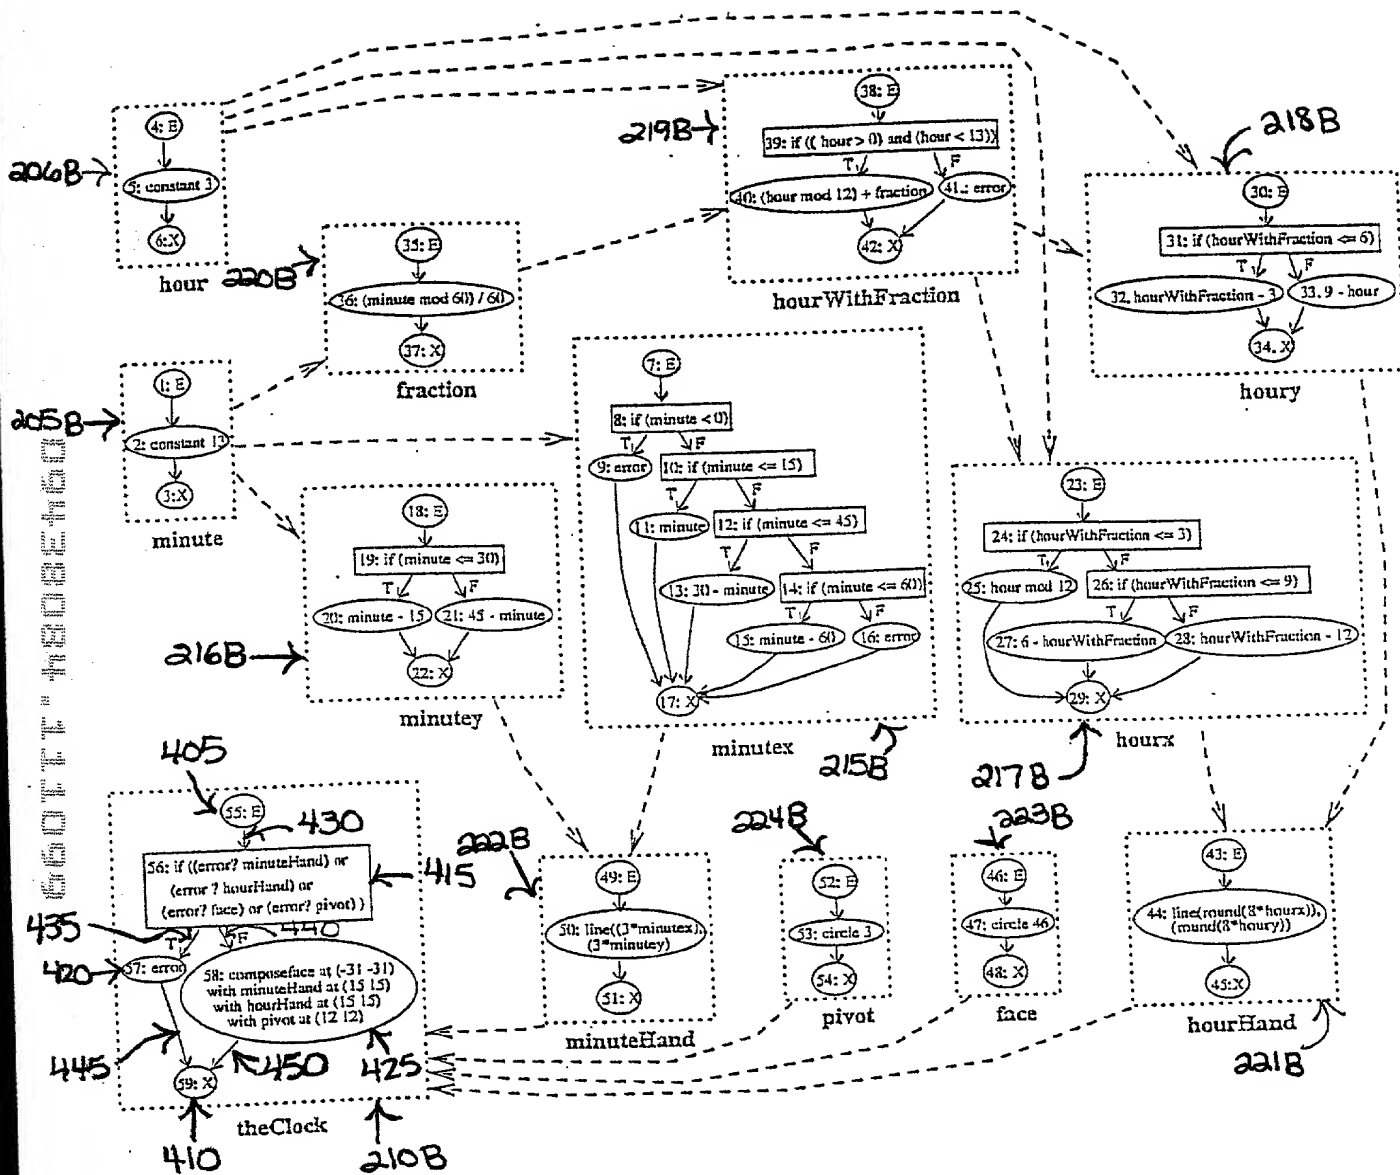 4: E
5: constant 3
6:X
hour
206B
1: E
2: constant 12
3:X
minute
205B
35: E
36: (minute mod 60)) / 60
37: X
fraction
220B
38: E
39: if (( hour > 0) and (hour < 13))
T
F
40: (hour mod 12) + fraction
41.: error
42: X
hourWithFraction
219B
30: E
31: if (hourWithFraction <= 6)
T
F
32. hourWithFraction - 3
33. 9 - hour
34. X
houry
218B
18: E
19: if (minute <= 30)
T
F
20: minute - 15
21: 45 - minute
22: X
minutey
216B
7: E
8: if (minute < 0)
T
F
9: error
10: if (minute <= 15)
T
F
11: minute
12: if (minute <= 45)
T
F
13: 30 - minute
14: if (minute <= 60)
T
F
15: minute - 60
16: error
17: X
minutex
215B
23: E
24: if (hourWithFraction <= 3)
T
F
25: hour mod 12
26: if (hourWithFraction <= 9)
T
F
27: 6 - hourWithFraction
28: hourWithFraction - 12
29: X
hourx
217B
09438084.111099
405
55: E
430
56: if ((error? minuteHand) or
(error ? hourHand) or
(error? face) or (error? pivot) )
415
435
T
F
440
420
57: error
58: composeface at (-31 -31)
with minuteHand at (15 15)
with hourHand at (15 15)
with pivot at (12 12)
445
450
425
59: X
theClock
410
210B
222B
49: E
50: line((3*minutex),
(3*minutey)
51: X
minuteHand
224B
52: E
53: circle 3
54: X
pivot
223B
46: E
47: circle 46
48: X
face
43: E
44: line(round(8*hourx)),
(round(8*houry))
45:X
hourHand
221B